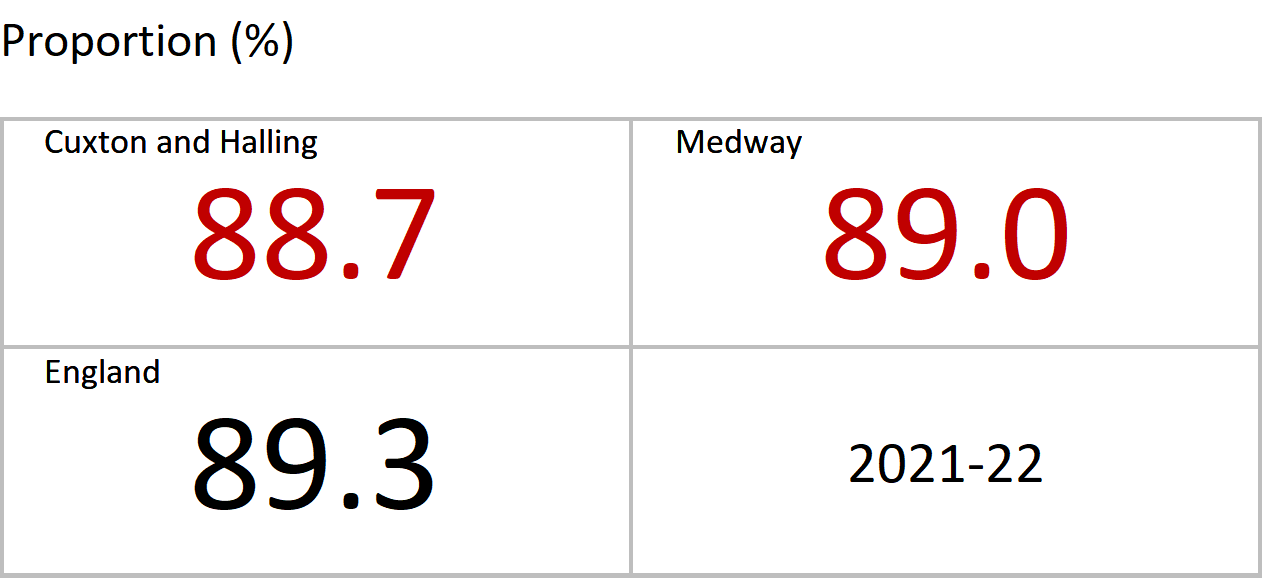 Proportion (%)
Cuxton and Halling
88.7
Medway
89.0
England
89.3
2021-22